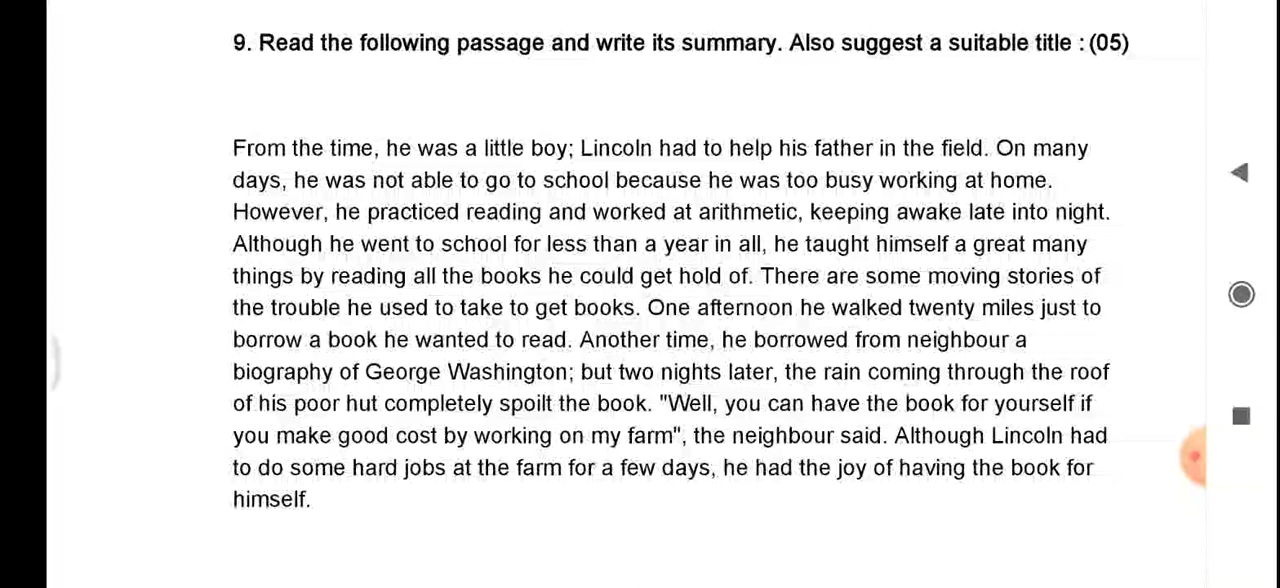 9. Read the following passage and write its summary. Also suggest a suitable title : (05)
From the time, he was a little boy; Lincoln had to help his father in the field. On many
days, he was not able to go to school because he was too busy working at home.
However, he practiced reading and worked at arithmetic, keeping awake late into night.
Although he went to school for less than a year in all, he taught himself a great many
things by reading all the books he could get hold of. There are some moving stories of
the trouble he used to take to get books. One afternoon he walked twenty miles just to
borrow a book he wanted to read. Another time, he borrowed from neighbour a
biography of George Washington; but two nights later, the rain coming through the roof
of his poor hut completely spoilt the book. "Well, you can have the book for yourself if
you make good cost by working on my farm", the neighbour said. Although Lincoln had
to do some hard jobs at the farm for a few days, he had the joy of having the book for
himself.